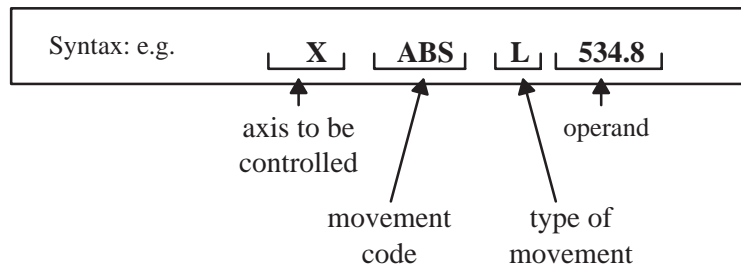 Syntax: e.g. X ABS L 534.8
axis to be
controlled
operand
movement
code
type of
movement